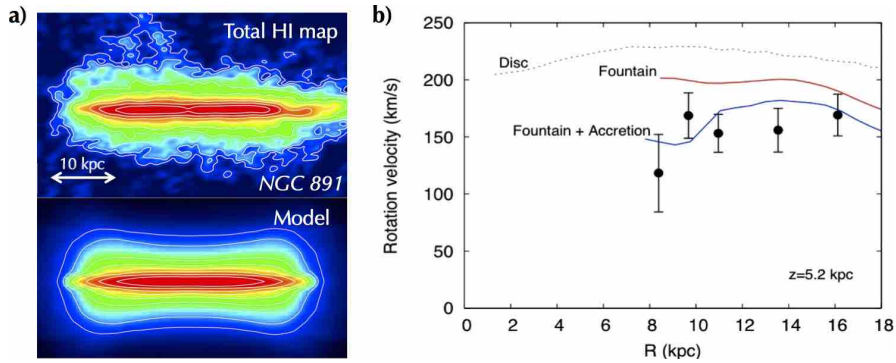 a)
Total HI map
10 kpc
NGC 891
Model
b)
250
200
150
100
50
0
Rotation velocity (km/s)
Disc
Fountain
Fountain + Accretion
z=5.2 kpc
0 2 4 6 8 10 12 14 16 18
R (kpc)